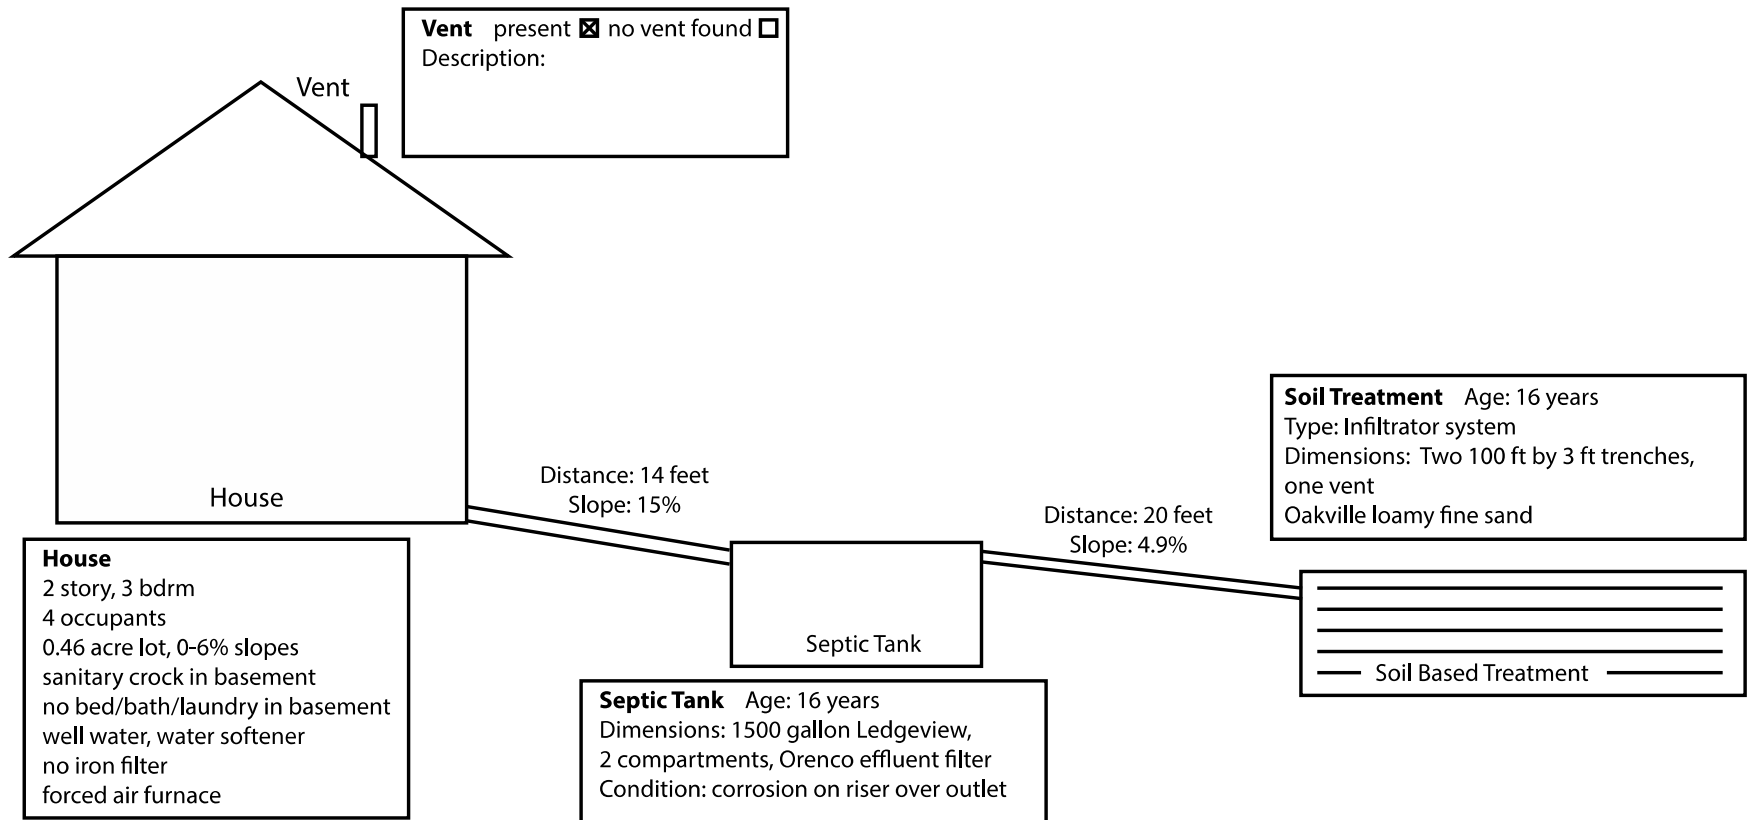 Vent present ☒ no vent found ☐
Description:
Vent
House
Distance: 14 feet
Slope: 15%
House
2 story, 3 bdrm
4 occupants
0.46 acre lot, 0-6% slopes
sanitary crock in basement
no bed/bath/laundry in basement
well water, water softener
no iron filter
forced air furnace
Septic Tank
Septic Tank Age: 16 years
Dimensions: 1500 gallon Ledgeview,
2 compartments, Orenco effluent filter
Condition: corrosion on riser over outlet
Distance: 20 feet
Slope: 4.9%
Soil Treatment Age: 16 years
Type: Infiltrator system
Dimensions: Two 100 ft by 3 ft trenches,
one vent
Oakville loamy fine sand
Soil Based Treatment